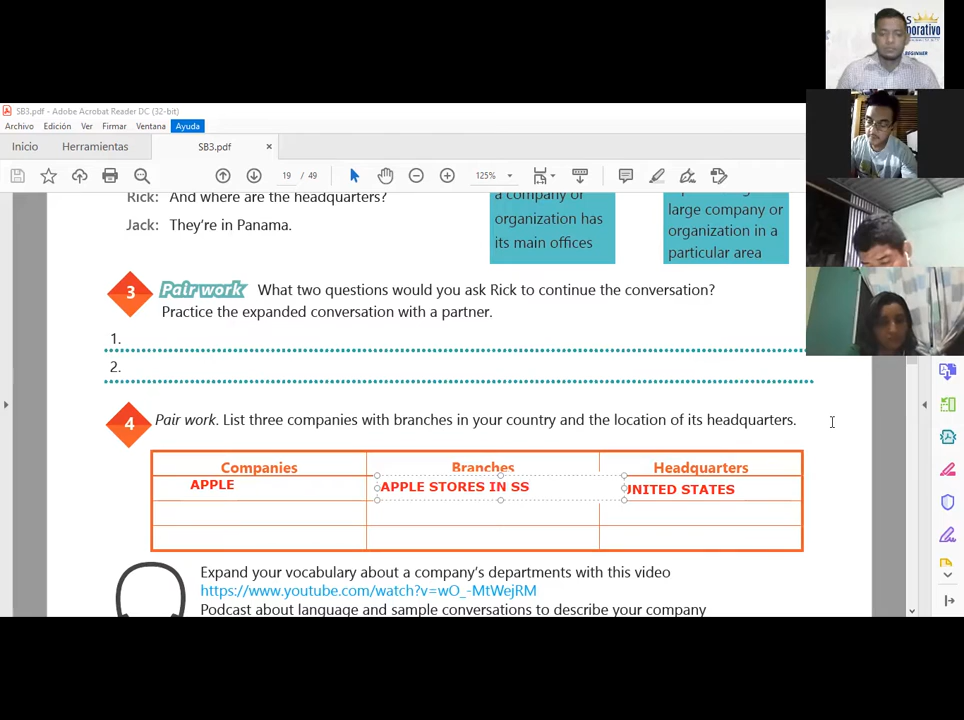 SB3.pdf - Adobe Acrobat Reader DC (32-bit)
Archivo Edición Ver Firmar Ventana Ayuda
Inicio Herramientas SB3.pdf ×
19 / 49 125%
Rick: And where are the headquarters?
Jack: They're in Panama.
a company or
organization has
its main offices
large company or
organization in a
particular area
3 Pair work What two questions would you ask Rick to continue the conversation?
Practice the expanded conversation with a partner.
1.
2.
4 Pair work. List three companies with branches in your country and the location of its headquarters.
Companies Branches Headquarters
APPLE APPLE STORES IN SS UNITED STATES
Expand your vocabulary about a company's departments with this video
https://www.youtube.com/watch?v=wO_-MtWejRM
Podcast about language and sample conversations to describe your company